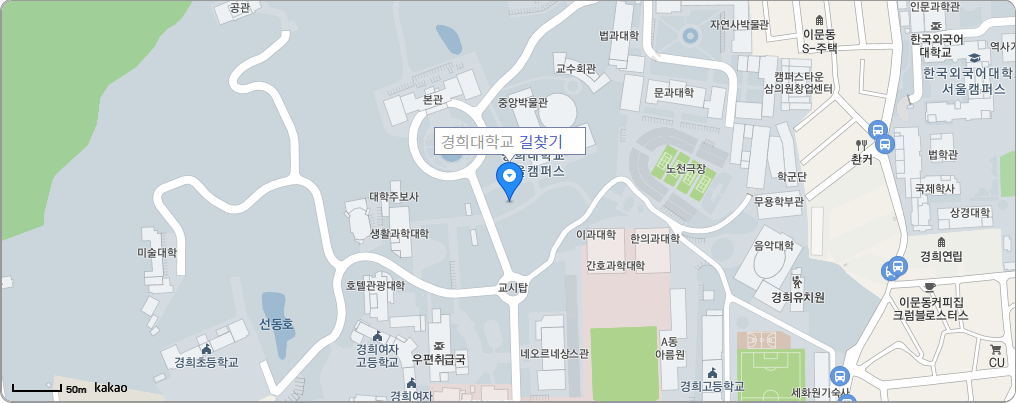 공관
인문과학관
자연사박물관
이문동
S-주택
법과대학
한국외국어
대학교
역사기
교수회관
캠퍼스타운
삼의원창업센터
한국외국어대학교
서울캠퍼스
본관
중앙박물관
문과대학
경희대학교 길찾기
경희대학교
서울캠퍼스
환커
법학관
노천극장
학군단
국제학사
대학주보사
무용학부관
상경대학
생활과학대학
이과대학
한의과대학
음악대학
미술대학
경희연립
간호과학대학
호텔관광대학
교시탑
경희유치원
이문동커피집
크럼블로스터스
선동호
경희여자
고등학교
우편취급국
네오르네상스관
A동
아름원
경희초등학교
CU
경희고등학교
세화원기숙사
경희여자
50m kakao